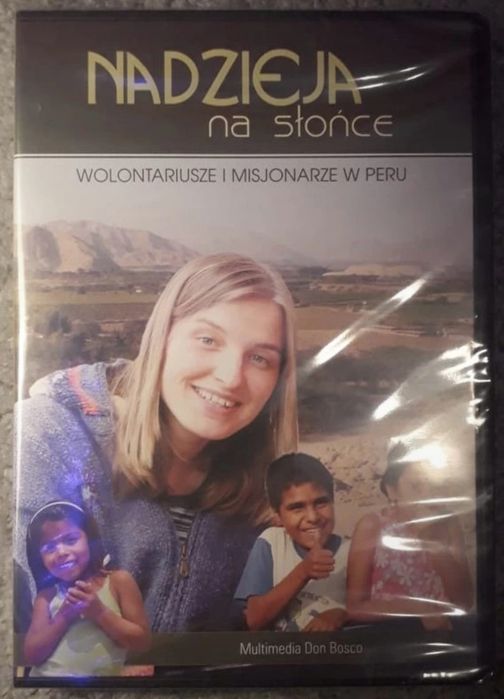 NADZIEJA
na słońce
WOLONTARIUSZE I MISJONARZE W PERU
Multimedia Don Bosco